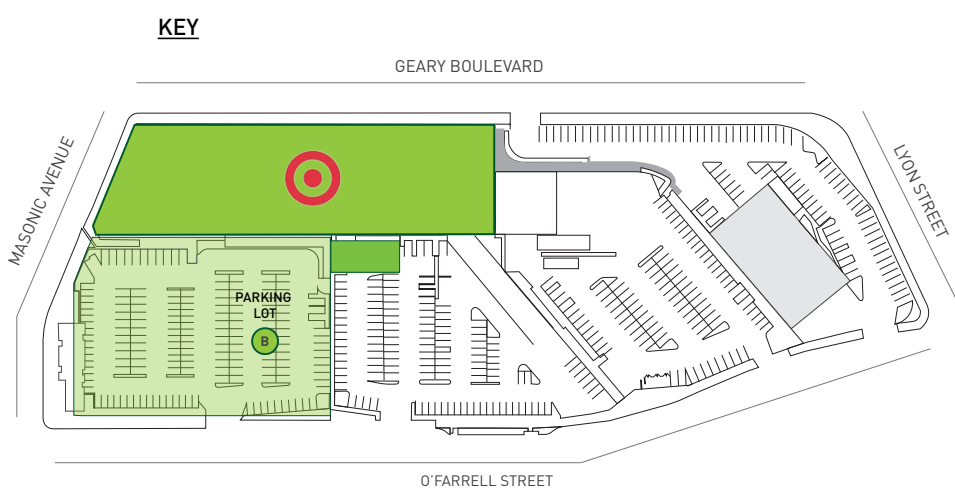 KEY
GEARY BOULEVARD
MASONIC AVENUE
LYON STREET
PARKING
LOT
B
O'FARRELL STREET